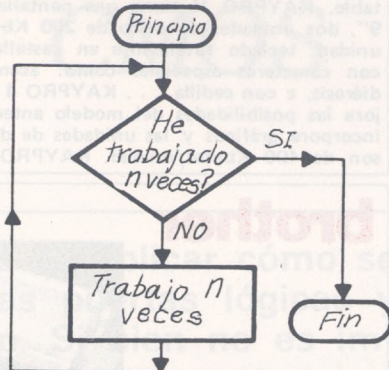 Principio
He
trabajado
n veces?
SI
NO
Trabajo n
veces
Fin